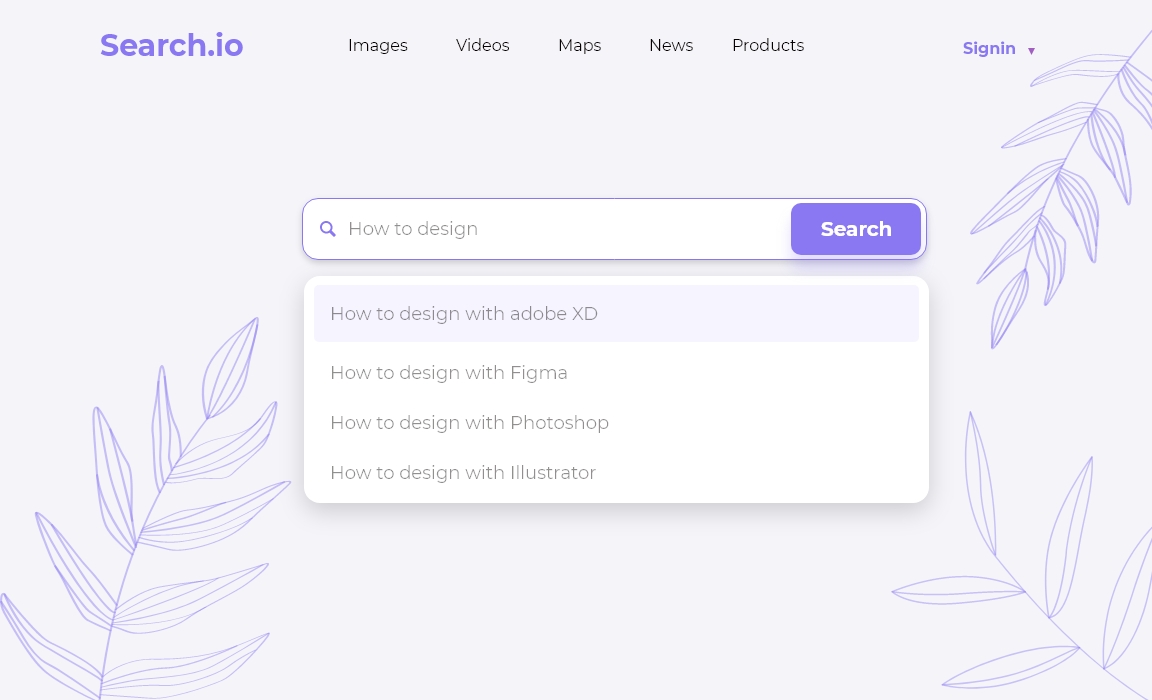 Search.io
Images Videos Maps News Products
Signin
How to design
Search
How to design with adobe XD
How to design with Figma
How to design with Photoshop
How to design with Illustrator